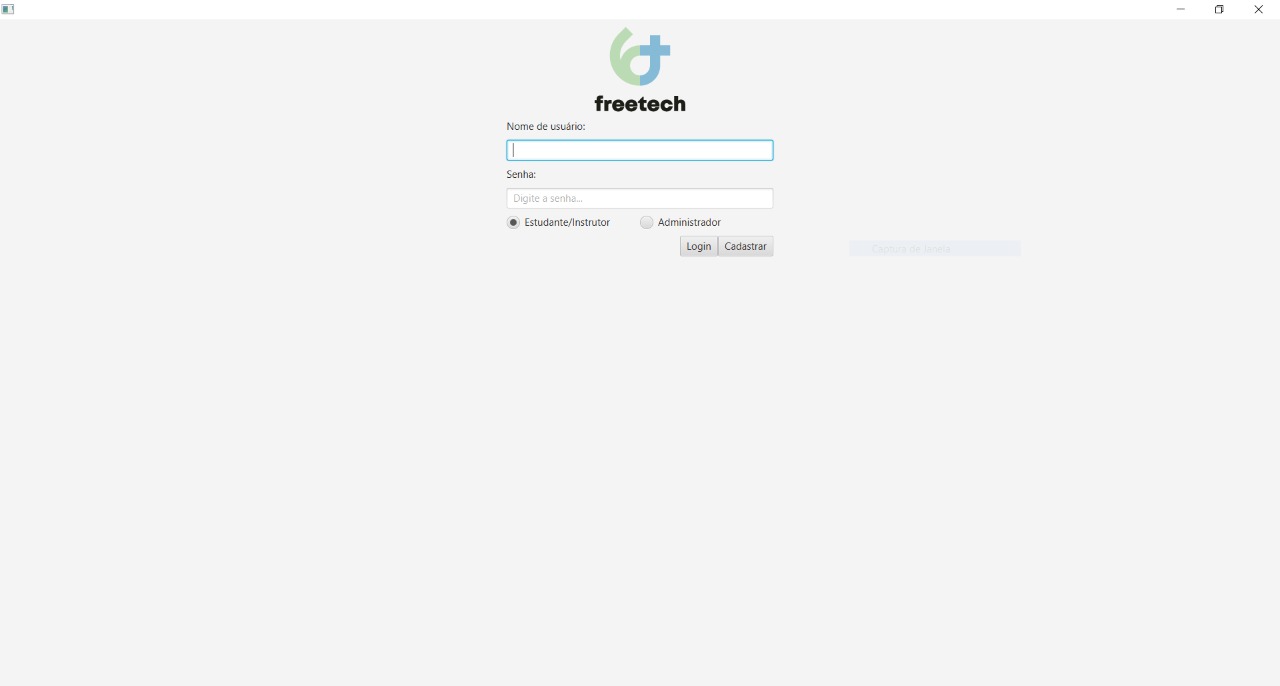 freetech
Nome de usuário:
Senha:
Digite a senha...
Estudante/Instrutor Administrador
Login Cadastrar
Captura de Janela